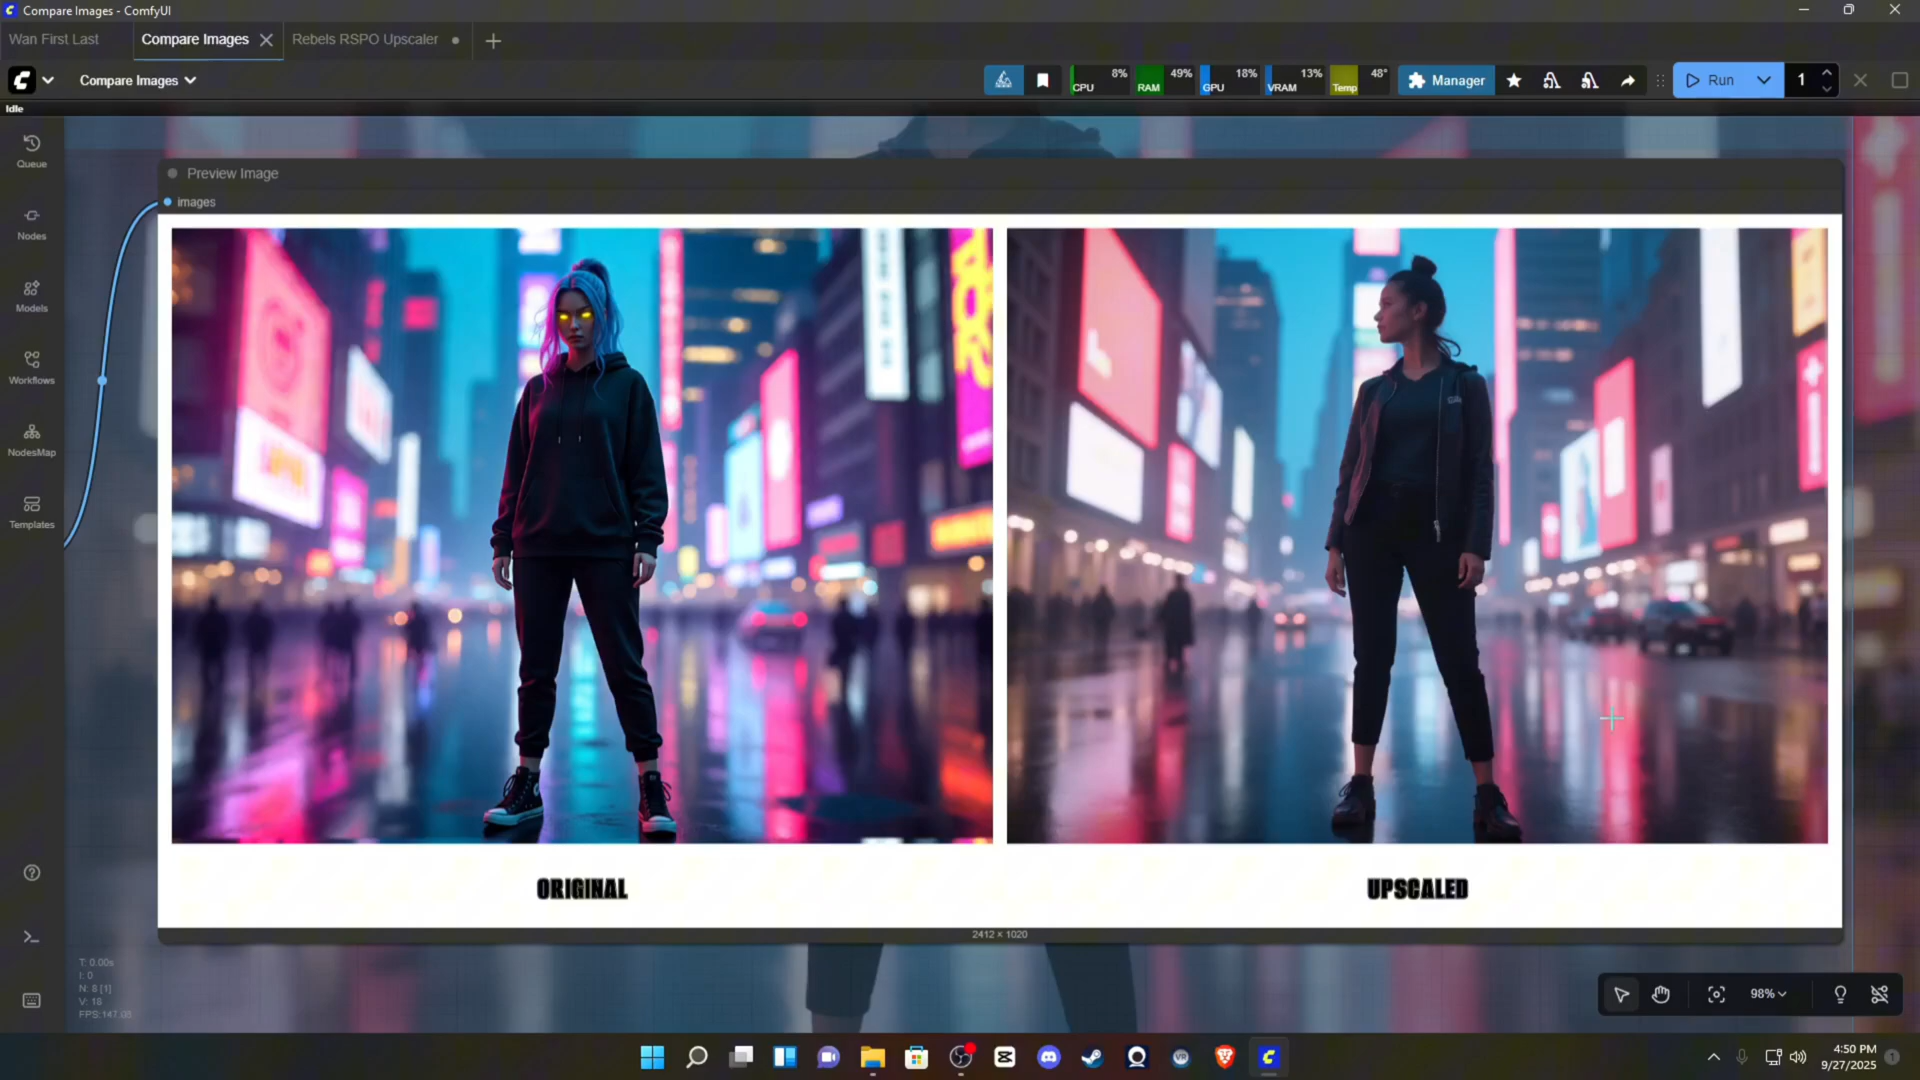 Compare Images - ComfyUI
Wan First Last
Compare Images
Rebels RSPO Upscaler
Compare Images
CPU 8%
RAM 49%
GPU 18%
VRAM 13%
Temp 48°
Manager
Run
1
Idle
Queue
Nodes
Models
Workflows
NodesMap
Templates
Preview Image
images
ORIGINAL
UPSCALED
2412 × 1020
T: 0.00s
I: 0
N: 8 [1]
V: 18
FPS:147.06
98%
4:50 PM
9/27/2025